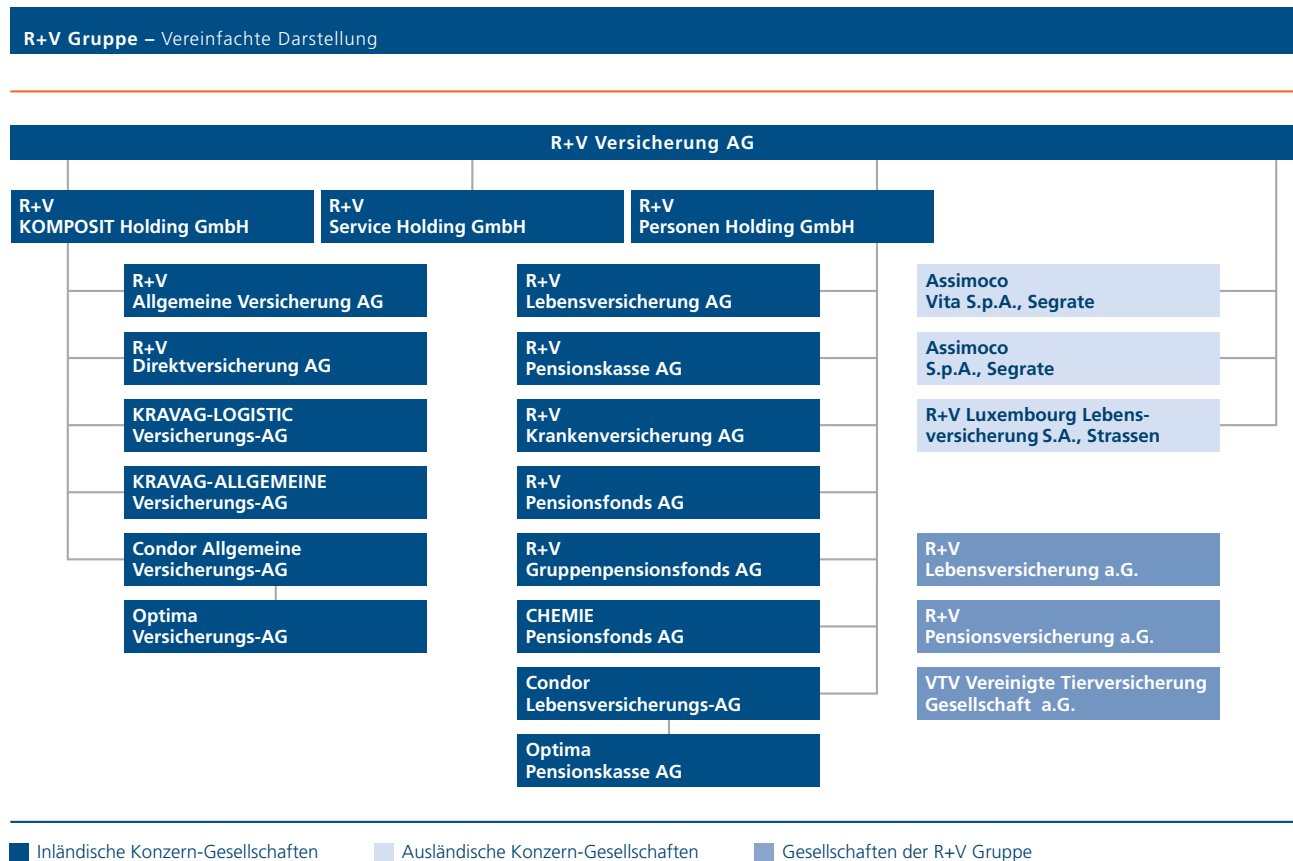 R+V Gruppe – Vereinfachte Darstellung
R+V Versicherung AG
R+V
KOMPOSIT Holding GmbH
R+V
Service Holding GmbH
R+V
Personen Holding GmbH
R+V
Allgemeine Versicherung AG
R+V
Direktversicherung AG
KRAVAG-LOGISTIC
Versicherungs-AG
KRAVAG-ALLGEMEINE
Versicherungs-AG
Condor Allgemeine
Versicherungs-AG
Optima
Versicherungs-AG
R+V
Lebensversicherung AG
R+V
Pensionskasse AG
R+V
Krankenversicherung AG
R+V
Pensionsfonds AG
R+V
Gruppenpensionsfonds AG
CHEMIE
Pensionsfonds AG
Condor
Lebensversicherungs-AG
Optima
Pensionskasse AG
Assimoco
Vita S.p.A., Segrate
Assimoco
S.p.A., Segrate
R+V Luxembourg Lebens-
versicherung S.A., Strassen
R+V
Lebensversicherung a.G.
R+V
Pensionsversicherung a.G.
VTV Vereinigte Tierversicherung
Gesellschaft a.G.
Inländische Konzern-Gesellschaften
Ausländische Konzern-Gesellschaften
Gesellschaften der R+V Gruppe